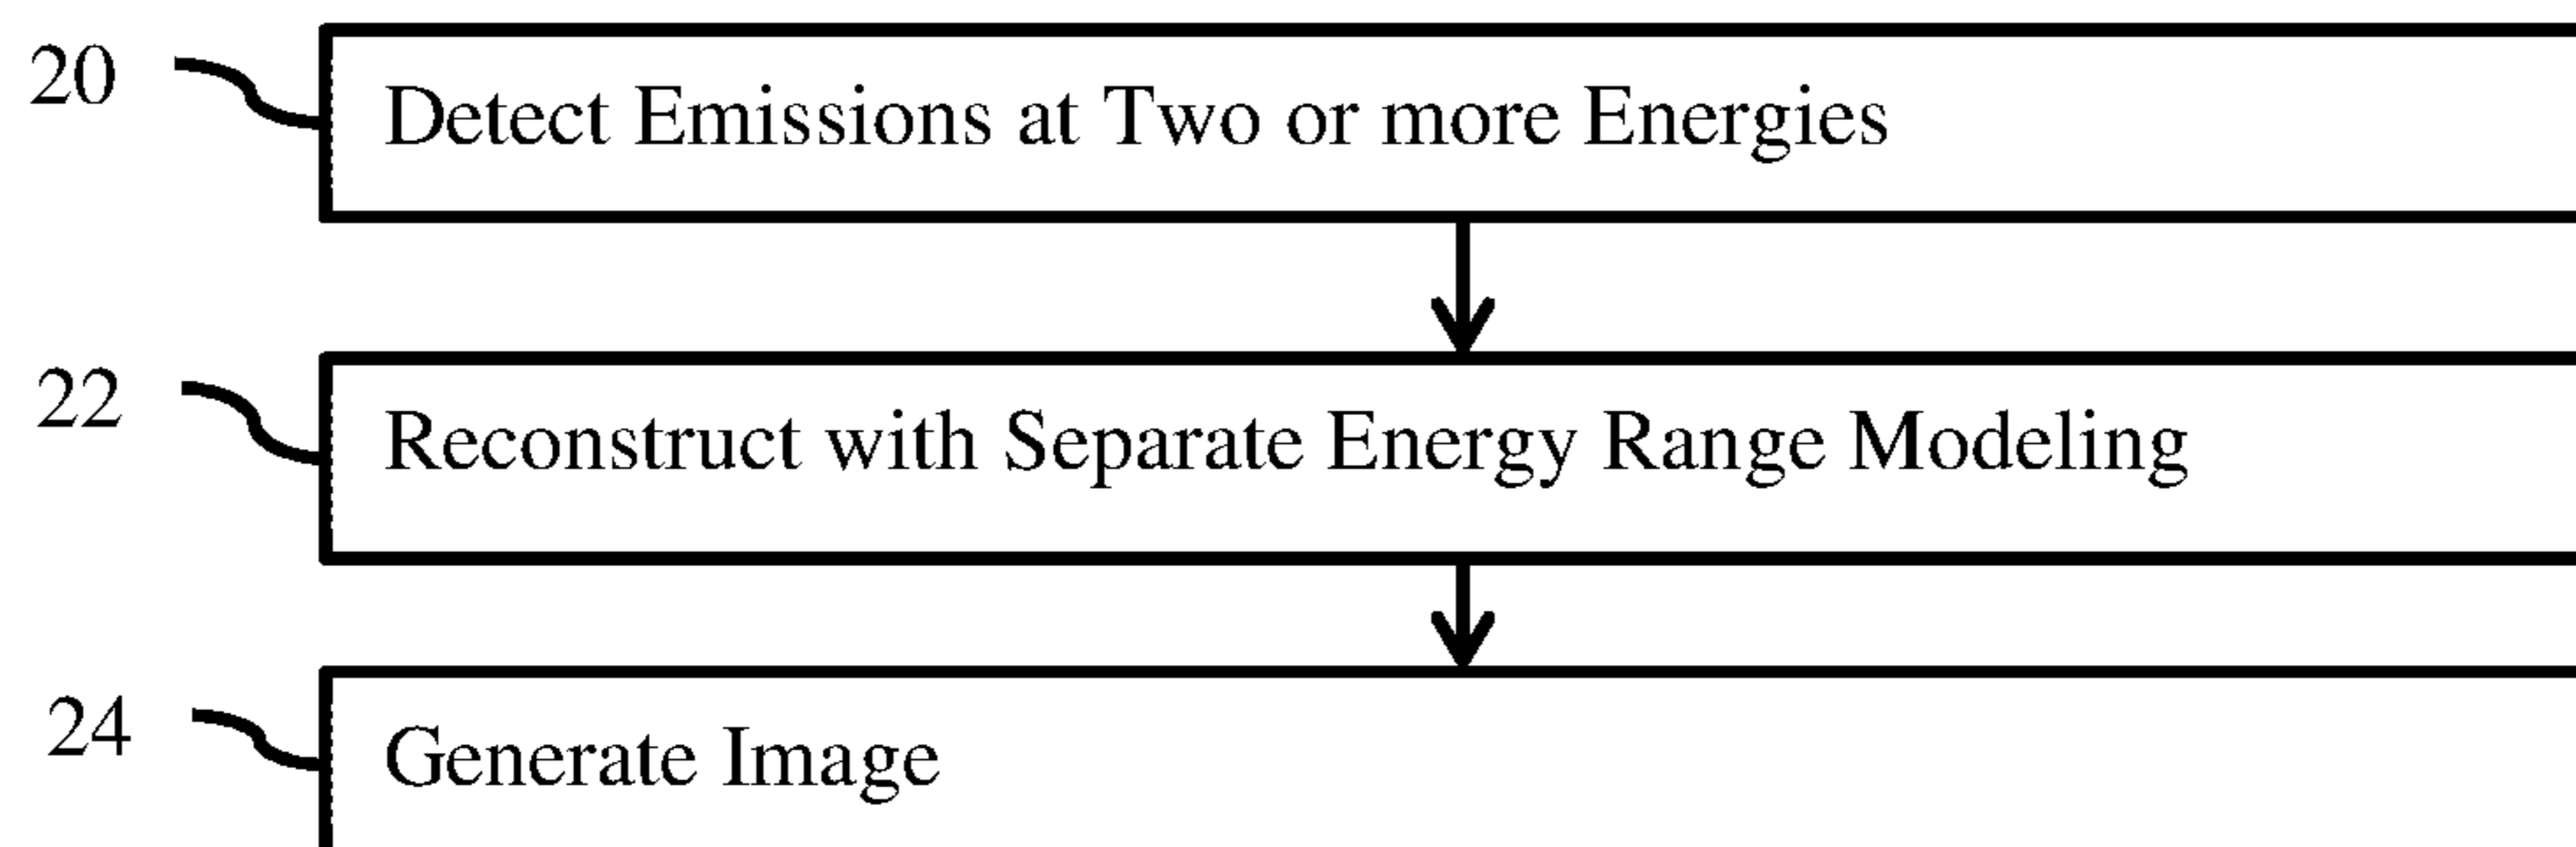 20 Detect Emissions at Two or more Energies
22 Reconstruct with Separate Energy Range Modeling
24 Generate Image